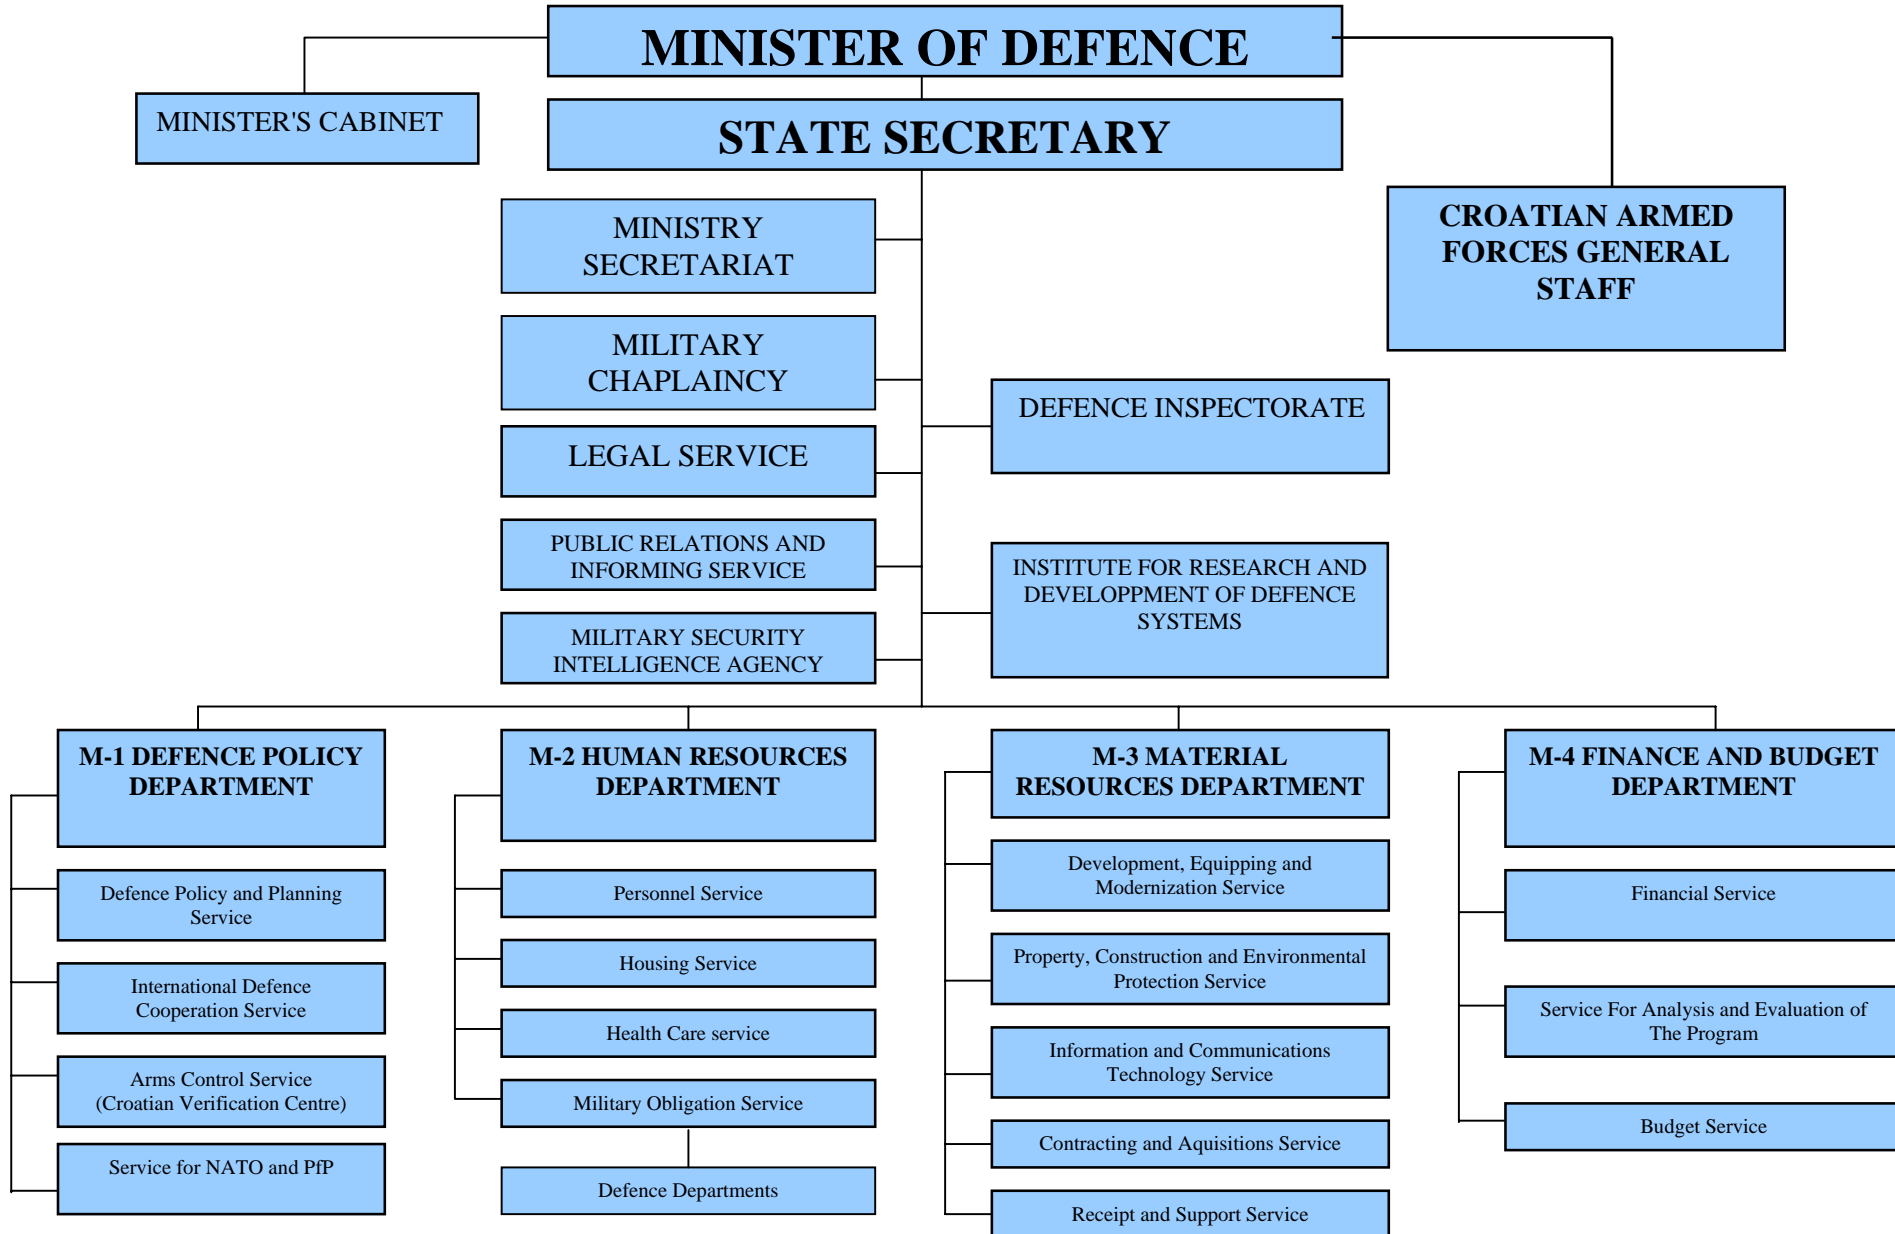 MINISTER OF DEFENCE
MINISTER'S CABINET
STATE SECRETARY
CROATIAN ARMED
FORCES GENERAL
STAFF
MINISTRY
SECRETARIAT
MILITARY
CHAPLAINCY
DEFENCE INSPECTORATE
LEGAL SERVICE
PUBLIC RELATIONS AND
INFORMING SERVICE
INSTITUTE FOR RESEARCH AND
DEVELOPPMENT OF DEFENCE
SYSTEMS
MILITARY SECURITY
INTELLIGENCE AGENCY
M-1 DEFENCE POLICY
DEPARTMENT
Defence Policy and Planning
Service
International Defence
Cooperation Service
Arms Control Service
(Croatian Verification Centre)
Service for NATO and PfP
M-2 HUMAN RESOURCES
DEPARTMENT
Personnel Service
Housing Service
Health Care service
Military Obligation Service
Defence Departments
M-3 MATERIAL
RESOURCES DEPARTMENT
Development, Equipping and
Modernization Service
Property, Construction and Environmental
Protection Service
Information and Communications
Technology Service
Contracting and Aquisitions Service
Receipt and Support Service
M-4 FINANCE AND BUDGET
DEPARTMENT
Financial Service
Service For Analysis and Evaluation of
The Program
Budget Service